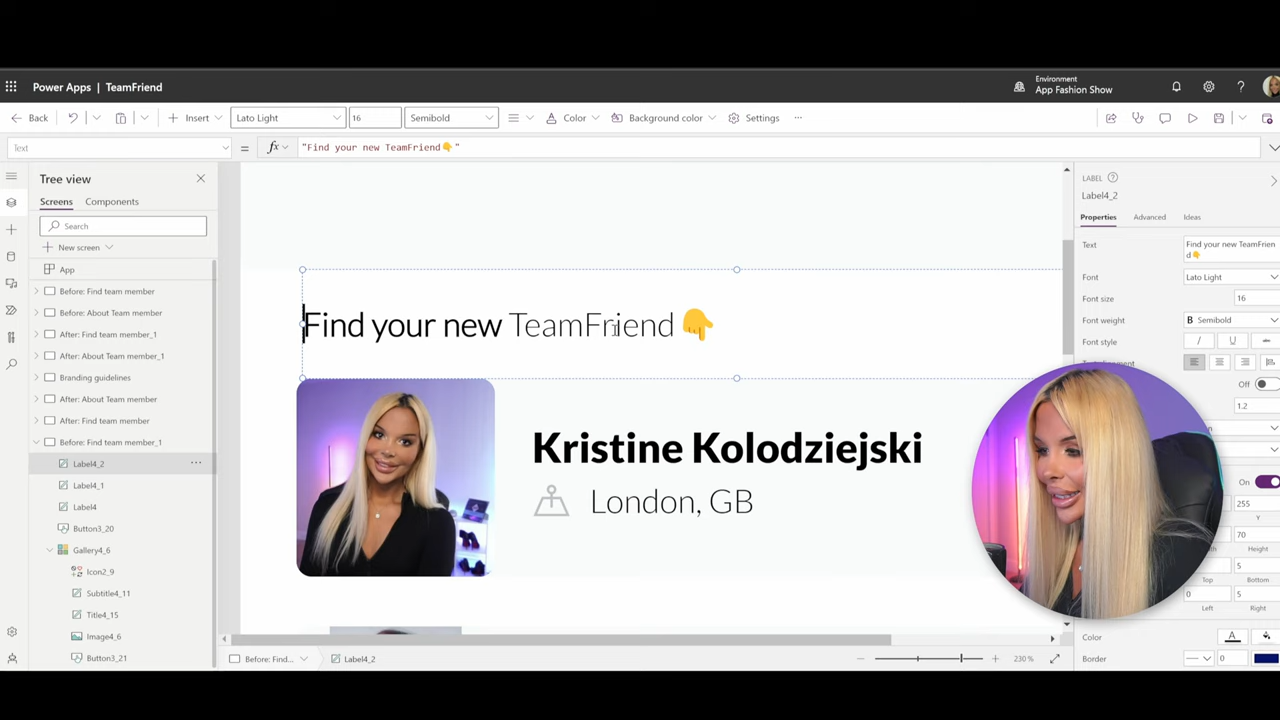 Power Apps | TeamFriend
Environment
App Fashion Show
Back
Insert
Lato Light
16
Semibold
Color
Background color
Settings
Text
=
fx
"Find your new TeamFriend👇"
Tree view
Screens
Components
Search
New screen
App
Before: Find team member
Before: About Team member
After: Find team member_1
After: About Team member_1
Branding guidelines
After: About Team member
After: Find team member
Before: Find team member_1
Label4_2
Label4_1
Label4
Button3_20
Gallery4_6
Icon2_9
Subtitle4_11
Title4_15
Image4_6
Button3_21
Find your new TeamFriend 👇
Kristine Kolodziejski
London, GB
LABEL
Label4_2
Properties
Advanced
Ideas
Text
Find your new TeamFrien
d👇
Font
Lato Light
Font size
16
Font weight
B Semibold
Font style
Off
1.2
On
255
Y
70
Height
5
Top
Bottom
0
5
Left
Right
Color
Border
0
Before: Find...
Label4_2
230 %